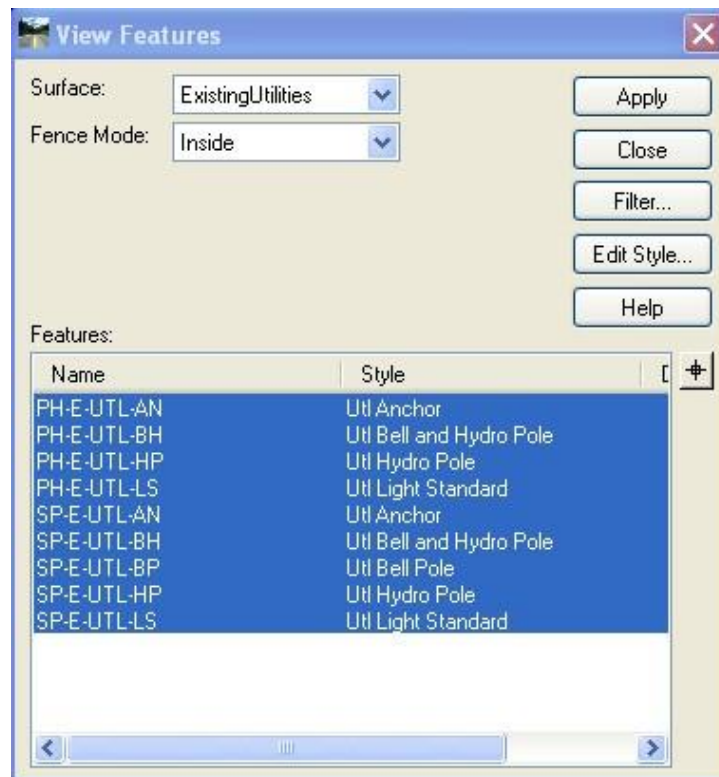 View Features
Surface: ExistingUtilities
Apply
Fence Mode: Inside
Close
Filter...
Edit Style...
Help
Features:
Name Style
PH-E-UTL-AN Utl Anchor
PH-E-UTL-BH Utl Bell and Hydro Pole
PH-E-UTL-HP Utl Hydro Pole
PH-E-UTL-LS Utl Light Standard
SP-E-UTL-AN Utl Anchor
SP-E-UTL-BH Utl Bell and Hydro Pole
SP-E-UTL-BP Utl Bell Pole
SP-E-UTL-HP Utl Hydro Pole
SP-E-UTL-LS Utl Light Standard